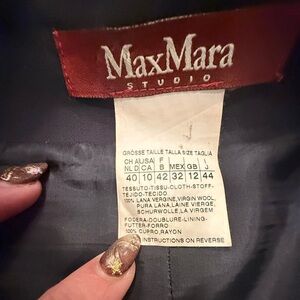 MaxMara
STUDIO
GRÖSSE TAILLE TALLA SIZE TAGLIA
CH AUSA F MEX GB I
NL D CA B J
40 10 42 32 12 44
TESSUTO-TISSU-CLOTH-STOFF-
TEJIDO-TECIDO
100% LANA VERGINE, VIRGIN WOOL,
PURA LANA, LAINE VIERGE,
SCHURWOLLE, LA VIRGEM
FODERA-DOUBLURE-LINING-
FUTTER-FORRO
100% CUPRO, RAYON
INSTRUCTIONS ON REVERSE